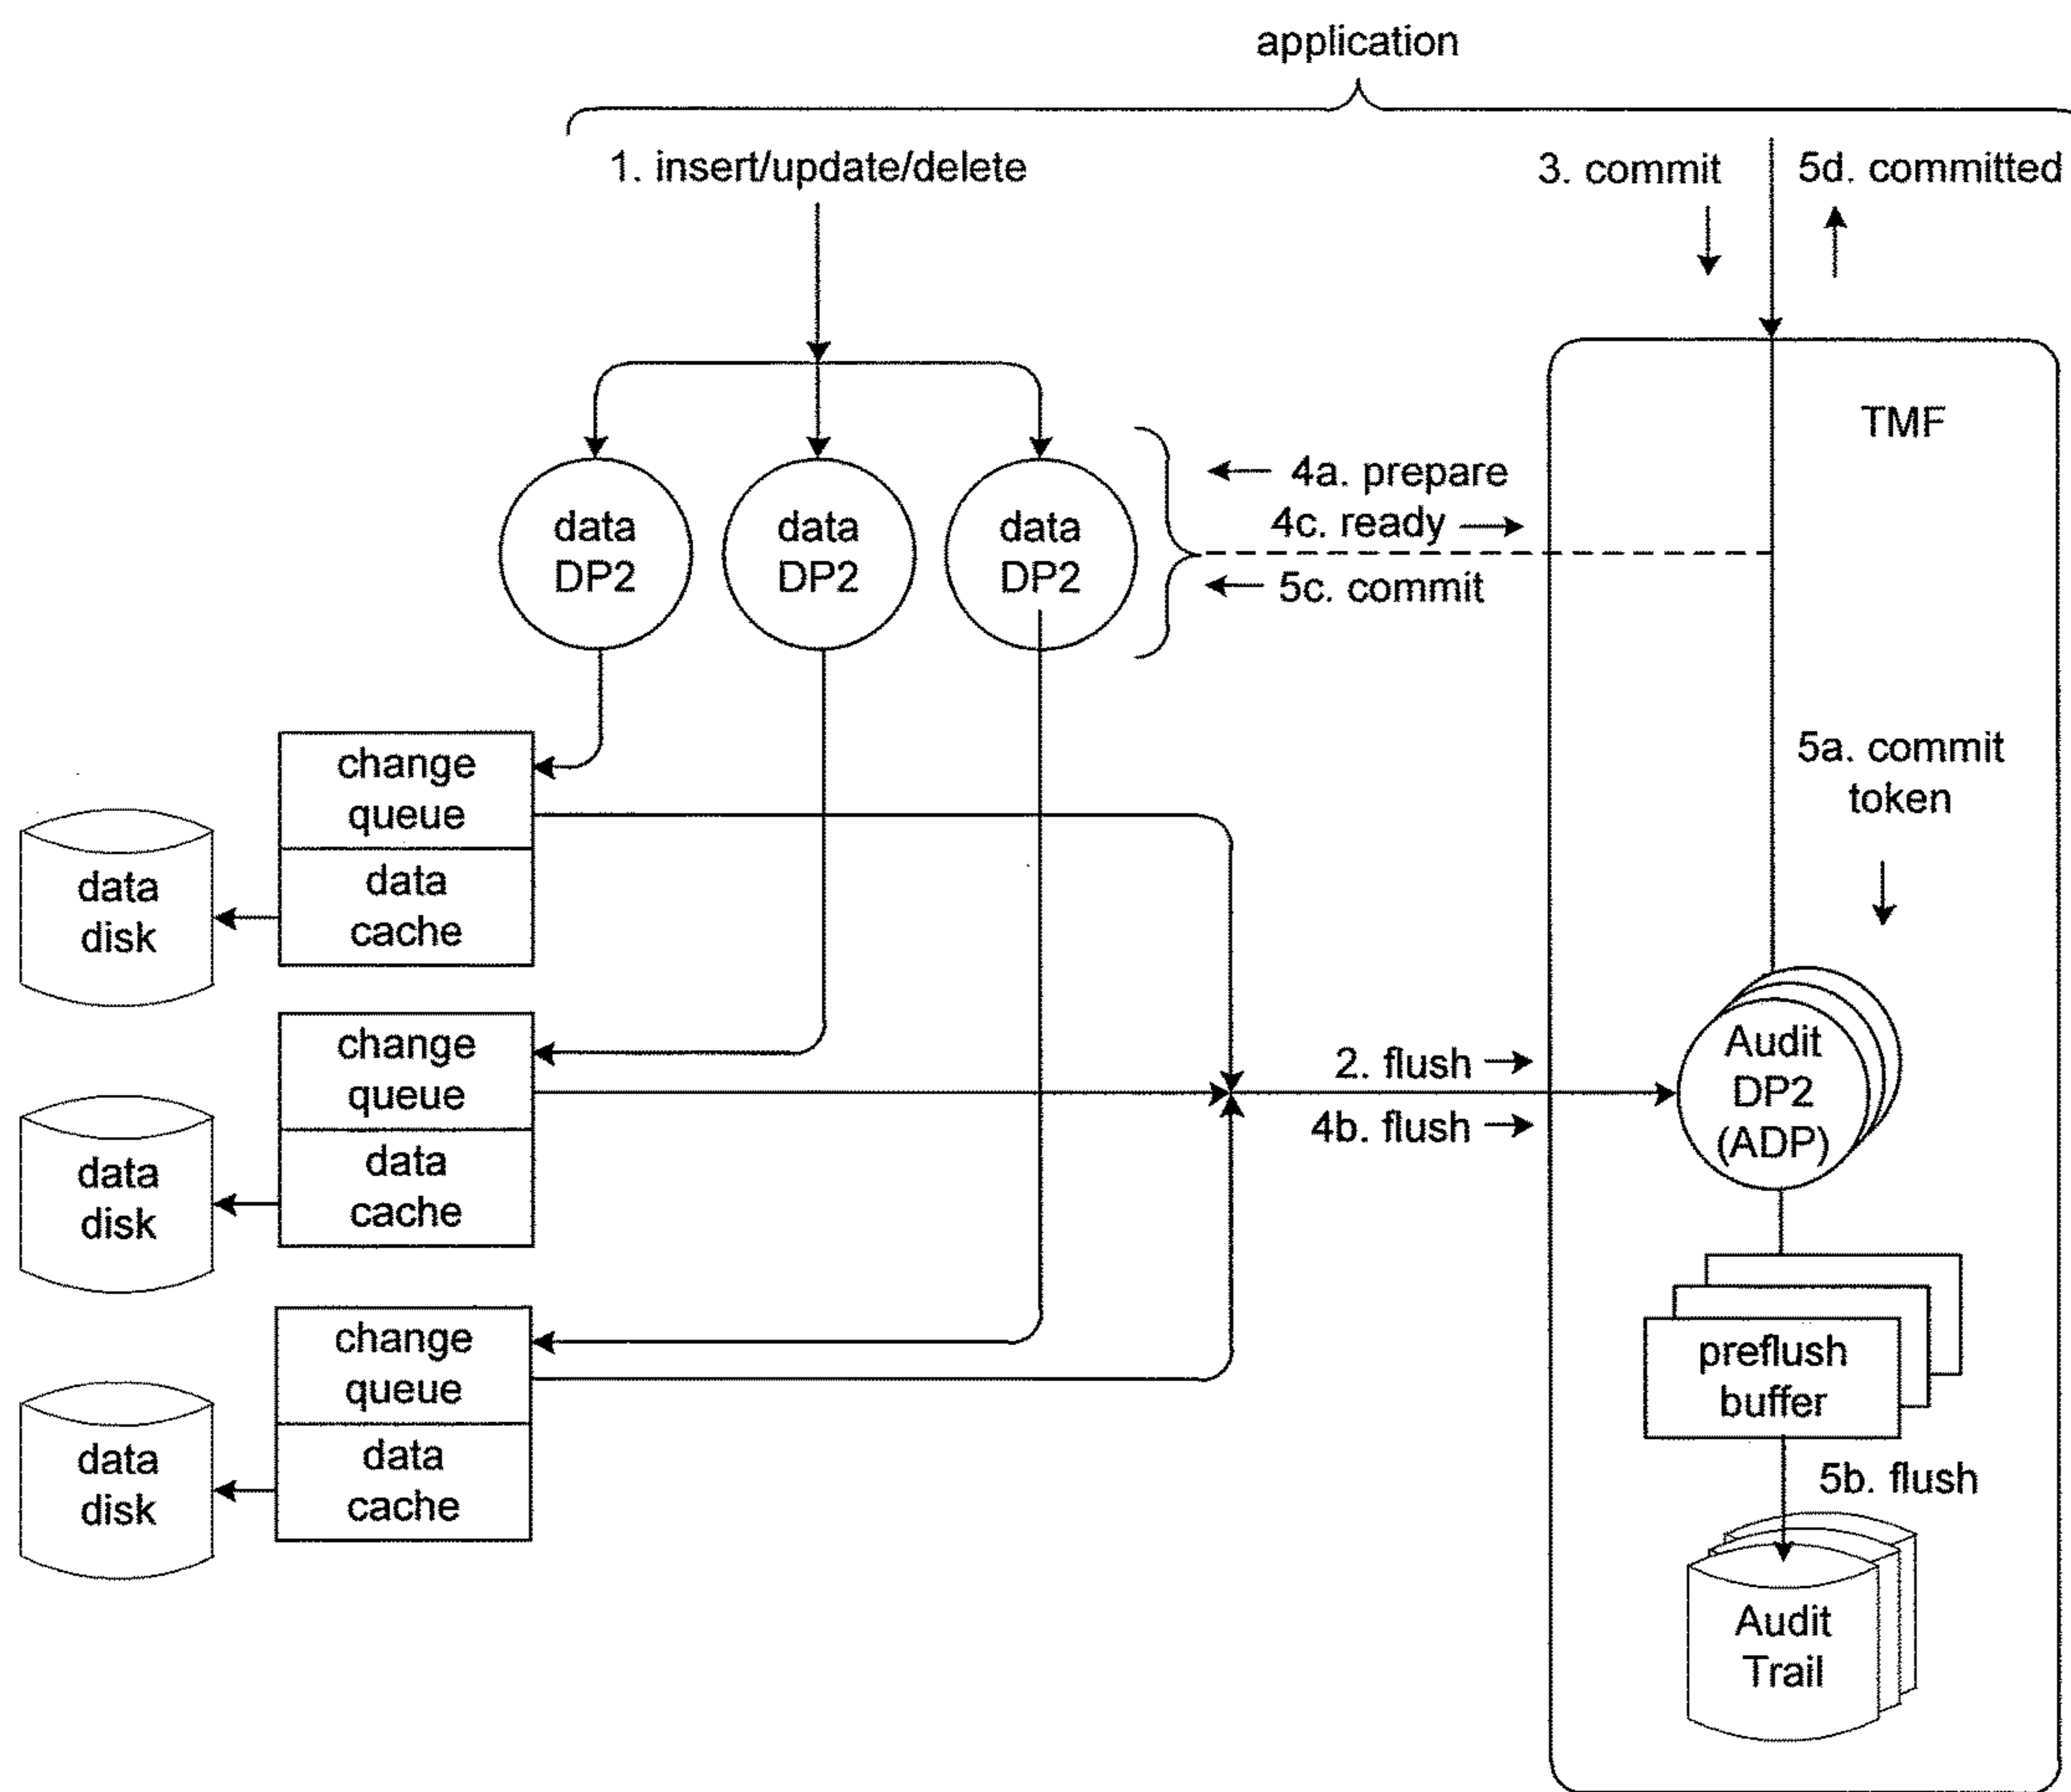 application
1. insert/update/delete
3. commit
5d. committed
TMF
4a. prepare
4c. ready
5c. commit
data
DP2
data
DP2
data
DP2
5a. commit
token
change
queue
data
cache
data
disk
change
queue
data
cache
data
disk
change
queue
data
cache
data
disk
2. flush
4b. flush
Audit
DP2
(ADP)
preflush
buffer
5b. flush
Audit
Trail